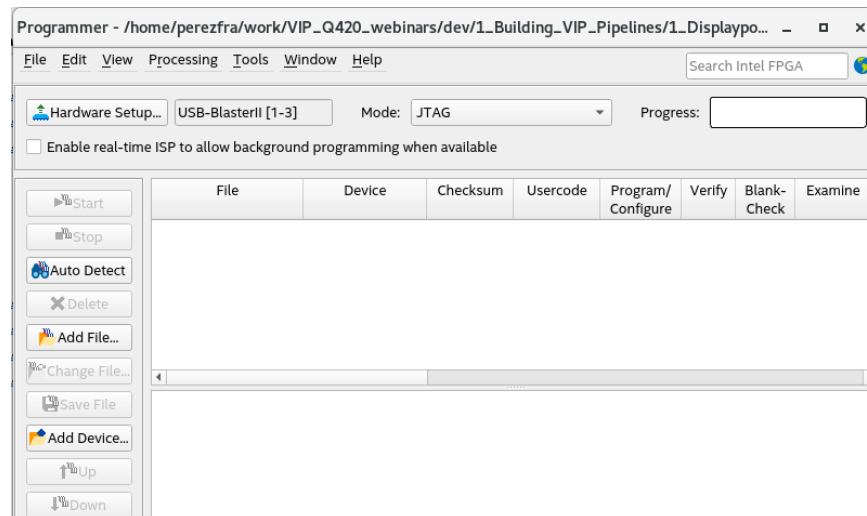 Programmer - /home/perezfra/work/VIP_Q420_webinars/dev/1_Building_VIP_Pipelines/1_Displaypo...
File Edit View Processing Tools Window Help
Search Intel FPGA
Hardware Setup... USB-BlasterII [1-3] Mode: JTAG Progress:
Enable real-time ISP to allow background programming when available
File Device Checksum Usercode Program/ Verify Blank- Examine
Configure Check
Start
Stop
Auto Detect
Delete
Add File...
Change File...
Save File
Add Device...
Up
Down